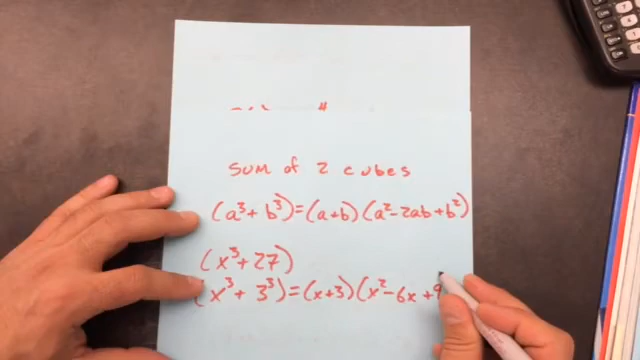 sum of 2 cubes
(a³+b³)=(a+b)(a²-2ab+b²)
(x³+27)
(x³+3³)=(x+3)(x²-6x+9